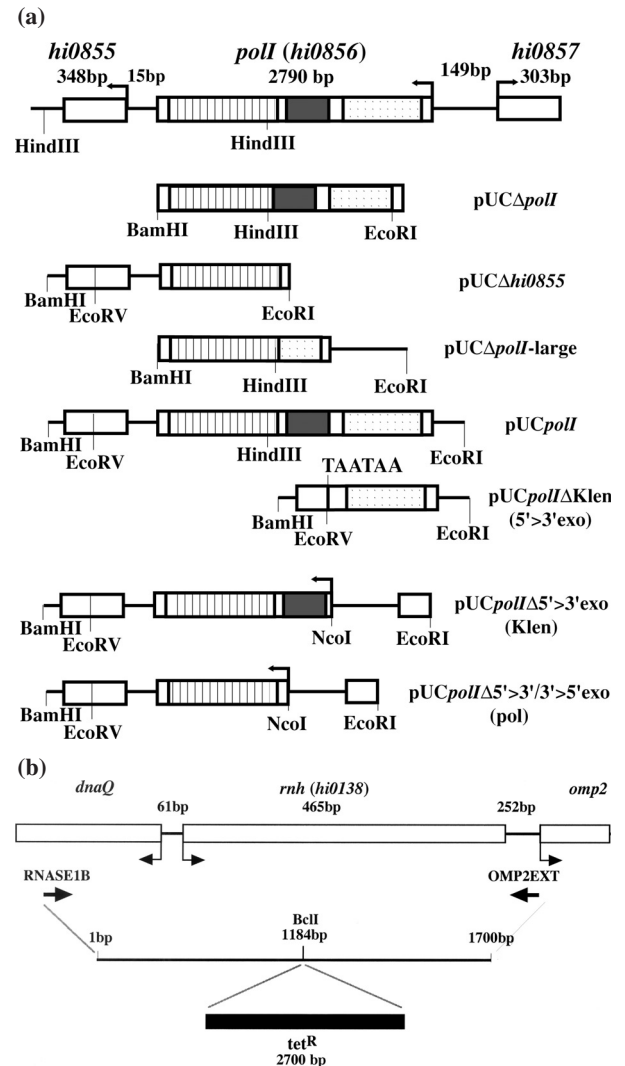 (a)
hi0855 polI (hi0856) hi0857
348bp 15bp 2790 bp 149bp 303bp
HindIII HindIII
pUCΔpolI
BamHI HindIII EcoRI
pUCΔhi0855
BamHI EcoRV EcoRI
pUCΔpolI-large
BamHI HindIII EcoRI
pUCpolI
BamHI EcoRV HindIII EcoRI
TAATAA
pUCpolIΔKlen
(5'>3'exo)
BamHI EcoRV EcoRI
pUCpolIΔ5'>3'exo
(Klen)
BamHI EcoRV NcoI EcoRI
pUCpolIΔ5'>3'/3'>5'exo
(pol)
BamHI EcoRV NcoI EcoRI
(b)
dnaQ rnh (hi0138) omp2
61bp 465bp 252bp
RNASE1B OMP2EXT
BclI
1bp 1184bp 1700bp
tetR
2700 bp